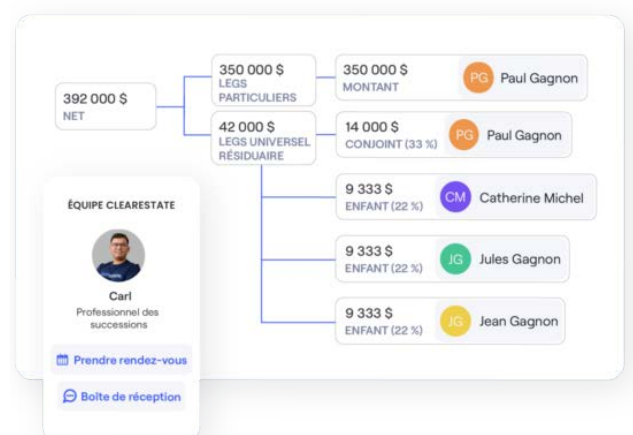 392 000 $
NET
350 000 $
LEGS
PARTICULIERS
350 000 $
MONTANT
PG
Paul Gagnon
42 000 $
LEGS UNIVERSEL
RÉSIDUAIRE
14 000 $
CONJOINT (33 %)
PG
Paul Gagnon
9 333 $
ENFANT (22 %)
CM
Catherine Michel
9 333 $
ENFANT (22 %)
JG
Jules Gagnon
9 333 $
ENFANT (22 %)
JG
Jean Gagnon
ÉQUIPE CLEARESTATE
Carl
Professionnel des
successions
Prendre rendez-vous
Boîte de réception